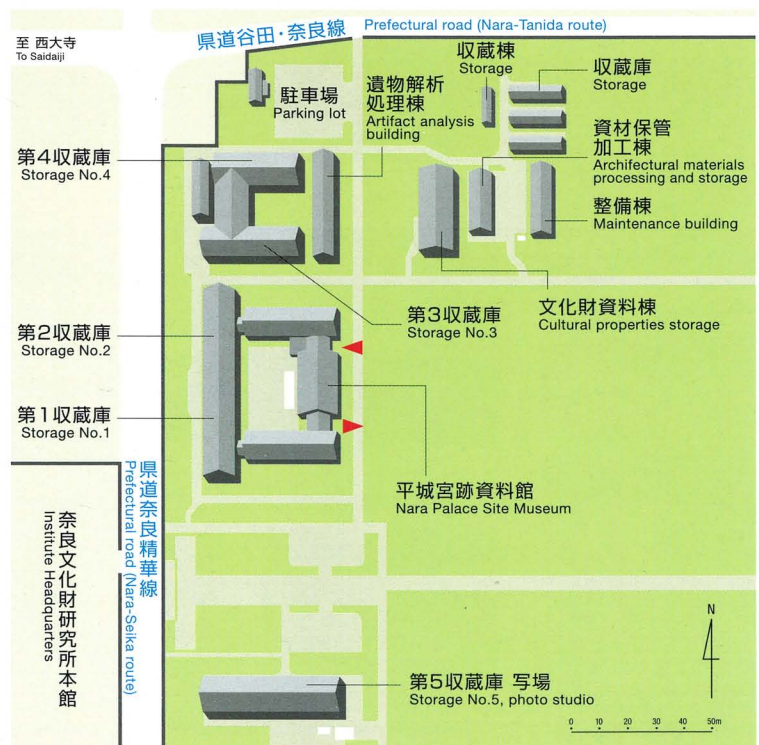 県道谷田・奈良線
Prefectural road (Nara-Tanida route)
至 西大寺
To Saidaiji
駐車場
Parking lot
遺物解析
処理棟
Artifact analysis
building
収蔵棟
Storage
収蔵庫
Storage
資材保管
加工棟
Archifectural materials
processing and storage
整備棟
Maintenance building
第4収蔵庫
Storage No.4
第3収蔵庫
Storage No.3
文化財資料棟
Cultural properties storage
第2収蔵庫
Storage No.2
第1収蔵庫
Storage No.1
平城宮跡資料館
Nara Palace Site Museum
県道奈良精華線
Prefectural road (Nara-Seika route)
奈良文化財研究所本館
Institute Headquarters
第5収蔵庫 写場
Storage No.5, photo studio
N
0 10 20 30 40 50m